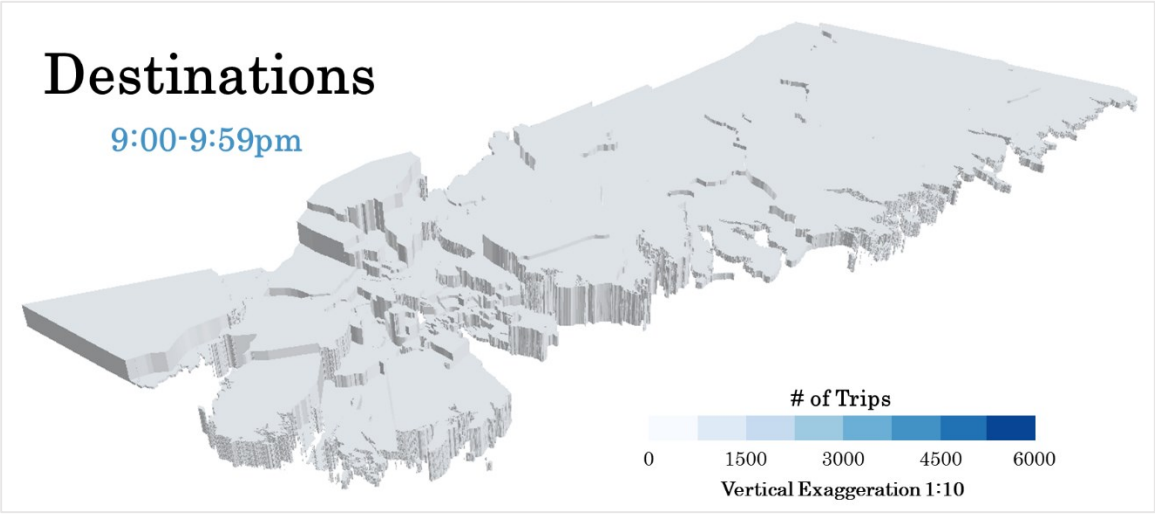 Destinations
9:00-9:59pm
# of Trips
0 1500 3000 4500 6000
Vertical Exaggeration 1:10